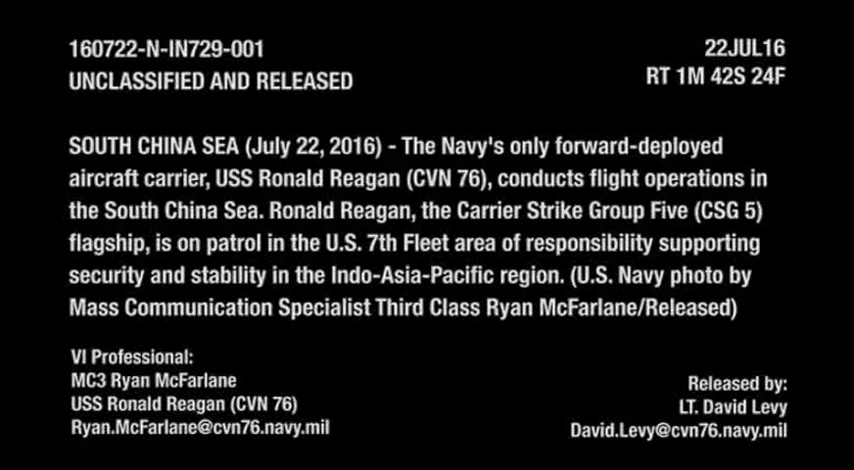 160722-N-IN729-001
22JUL16
UNCLASSIFIED AND RELEASED
RT 1M 42S 24F
SOUTH CHINA SEA (July 22, 2016) - The Navy's only forward-deployed
aircraft carrier, USS Ronald Reagan (CVN 76), conducts flight operations in
the South China Sea. Ronald Reagan, the Carrier Strike Group Five (CSG 5)
flagship, is on patrol in the U.S. 7th Fleet area of responsibility supporting
security and stability in the Indo-Asia-Pacific region. (U.S. Navy photo by
Mass Communication Specialist Third Class Ryan McFarlane/Released)
VI Professional:
MC3 Ryan McFarlane
USS Ronald Reagan (CVN 76)
Ryan.McFarlane@cvn76.navy.mil
Released by:
LT. David Levy
David.Levy@cvn76.navy.mil